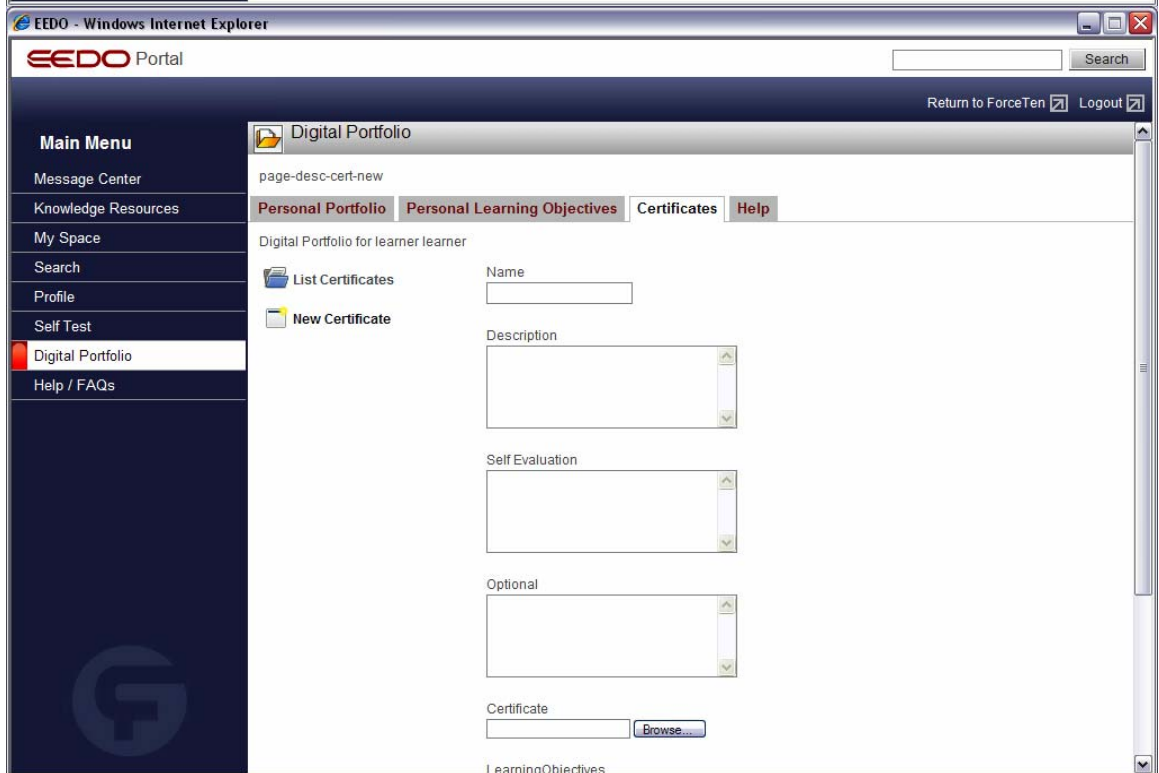 EEDO - Windows Internet Explorer
EEDO Portal
Search
Return to ForceTen Logout
Main Menu
Message Center
Knowledge Resources
My Space
Search
Profile
Self Test
Digital Portfolio
Help / FAQs
Digital Portfolio
page-desc-cert-new
Personal Portfolio Personal Learning Objectives Certificates Help
Digital Portfolio for learner learner
List Certificates
New Certificate
Name
Description
Self Evaluation
Optional
Certificate
Browse...
LearningObjectives